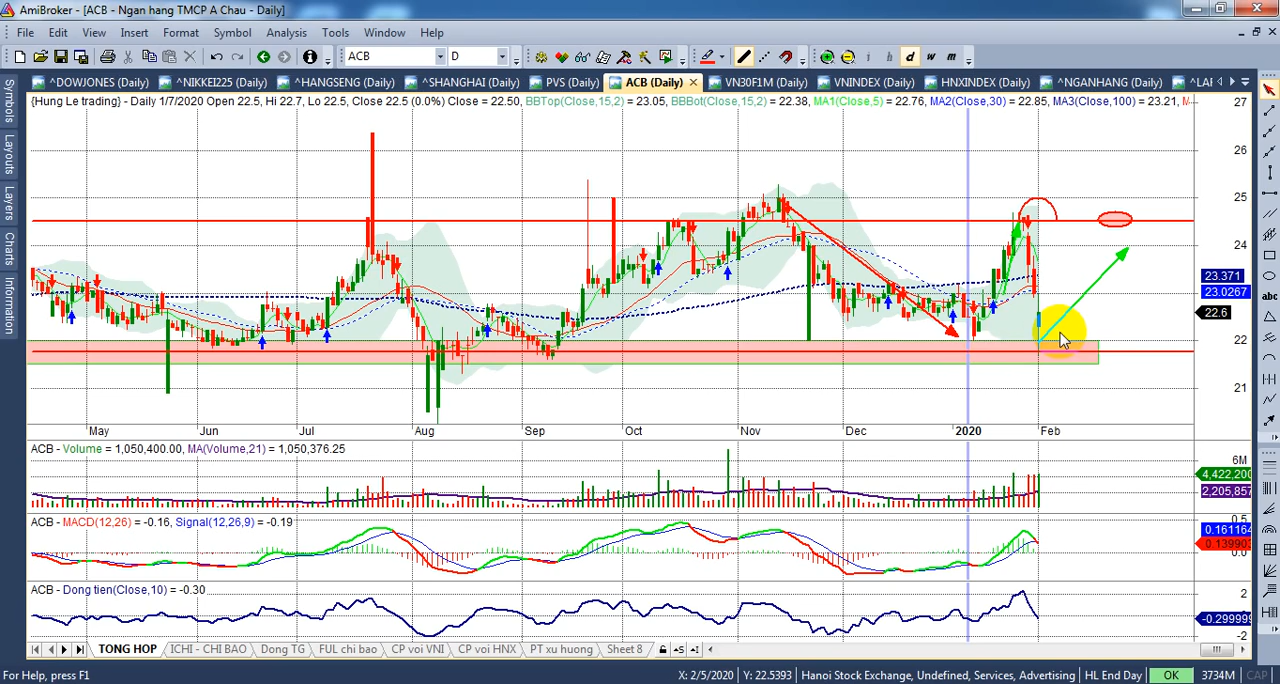 AmiBroker - [ACB - Ngan hang TMCP A Chau - Daily]
File Edit View Insert Format Symbol Analysis Tools Window Help
ACB D i h d w m
^DOWJONES (Daily) ^NIKKEI225 (Daily) ^HANGSENG (Daily) ^SHANGHAI (Daily) PVS (Daily) ACB (Daily) VN30F1M (Daily) VNINDEX (Daily) HNXINDEX (Daily) ^NGANHANG (Daily) ^LAI
{Hung Le trading} - Daily 1/7/2020 Open 22.5, Hi 22.7, Lo 22.5, Close 22.5 (0.0%) Close = 22.50, BBTop(Close,15,2) = 23.05, BBBot(Close,15,2) = 22.38, MA1(Close,5) = 22.76, MA2(Close,30) = 22.85, MA3(Close,100) = 23.21,
Symbols
Layouts
Layers
Charts
Information
abc
27
26
25
24
23.371
23.0267
22.6
22
21
May Jun Jul Aug Sep Oct Nov Dec 2020 Feb
ACB - Volume = 1,050,400.00, MA(Volume,21) = 1,050,376.25
6M
4,422,200
2,205,857
ACB - MACD(12,26) = -0.16, Signal(12,26,9) = -0.19
0.5
0.161164
0.139903
0.0
ACB - Dong tien(Close,10) = -0.30
2
-0.299999
-2
TONG HOP ICHI - CHI BAO Dong TG FUL chi bao CP voi VNI CP voi HNX PT xu huong Sheet 8
For Help, press F1 X: 2/5/2020 Y: 22.5393 Hanoi Stock Exchange, Undefined, Services, Advertising HL End Day OK 3734M CAP